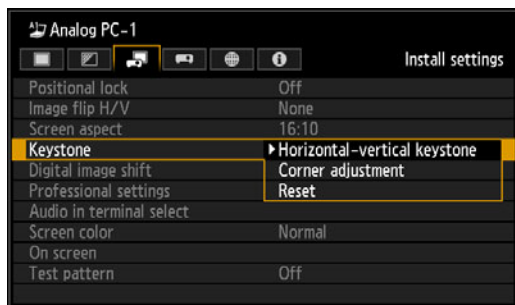 Analog PC-1
Install settings
Positional lock Off
Image flip H/V None
Screen aspect 16:10
Keystone Horizontal-vertical keystone
Digital image shift Corner adjustment
Professional settings Reset
Audio in terminal select
Screen color Normal
On screen
Test pattern Off